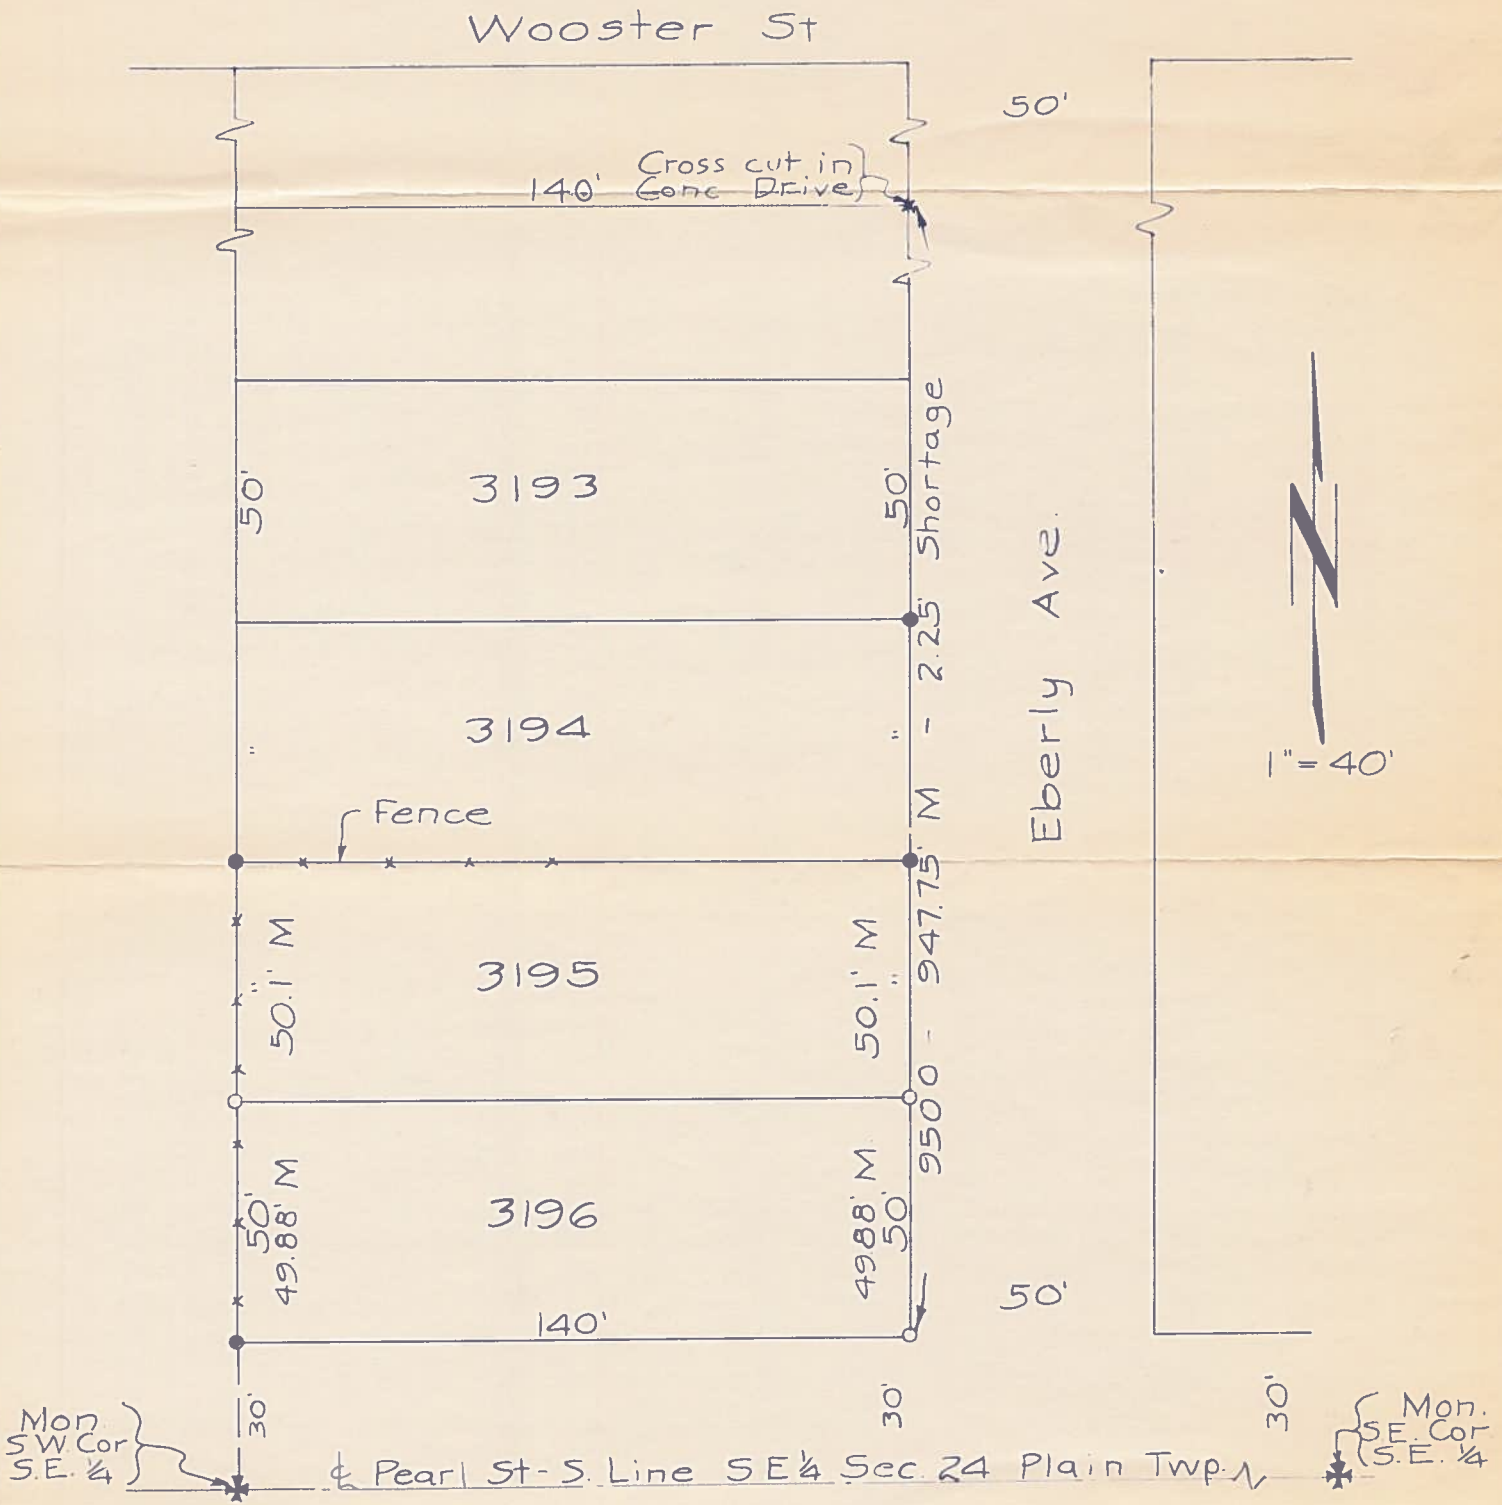 Wooster St
50'
Cross cut in
140' Conc Drive
50'
3193
50'
950 0 - 947.75' M - 2.25' Shortage
Eberly Ave.
N
1" = 40'
"
3194
"
Fence
50.1' M
"
3195
50.1' M
"
50'
49.88' M
3196
49.88' M
50'
140'
50'
30'
30'
30'
Mon.
S W Cor
S.E. ¼
℄ Pearl St - S. Line S E ¼ Sec. 24 Plain Twp.
Mon.
S.E. Cor
S.E. ¼